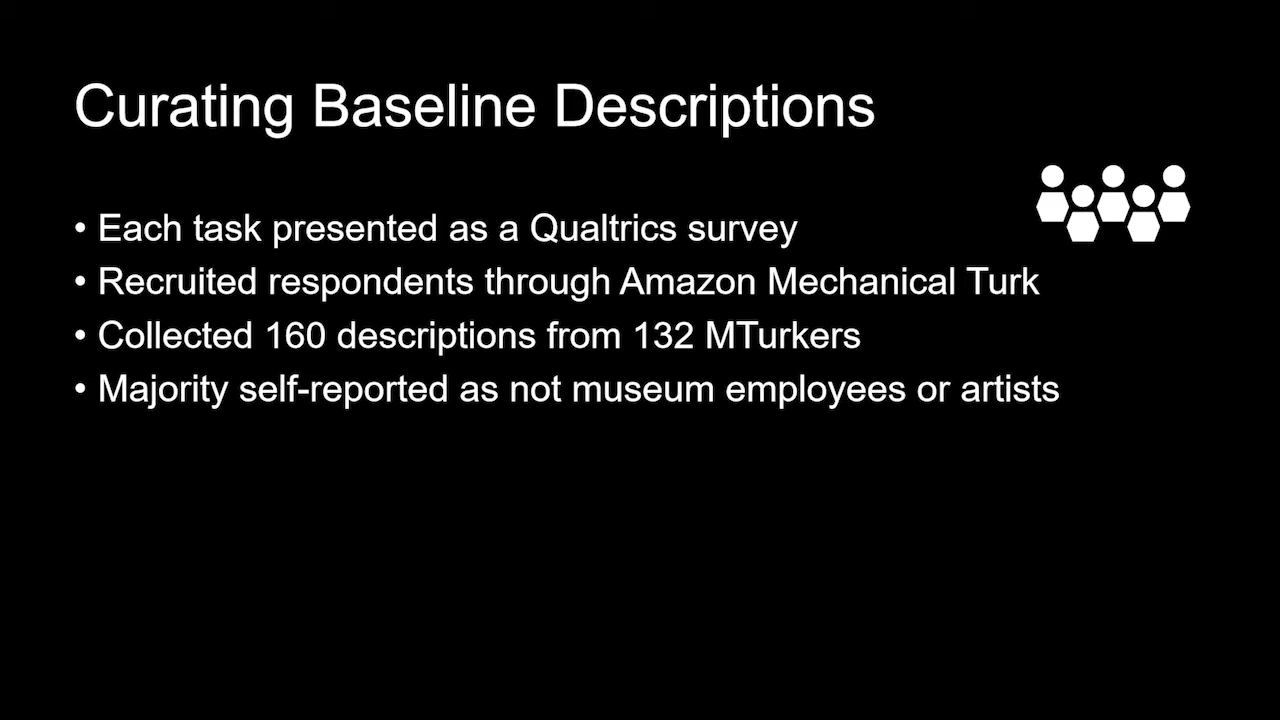 Curating Baseline Descriptions
• Each task presented as a Qualtrics survey
• Recruited respondents through Amazon Mechanical Turk
• Collected 160 descriptions from 132 MTurkers
• Majority self-reported as not museum employees or artists